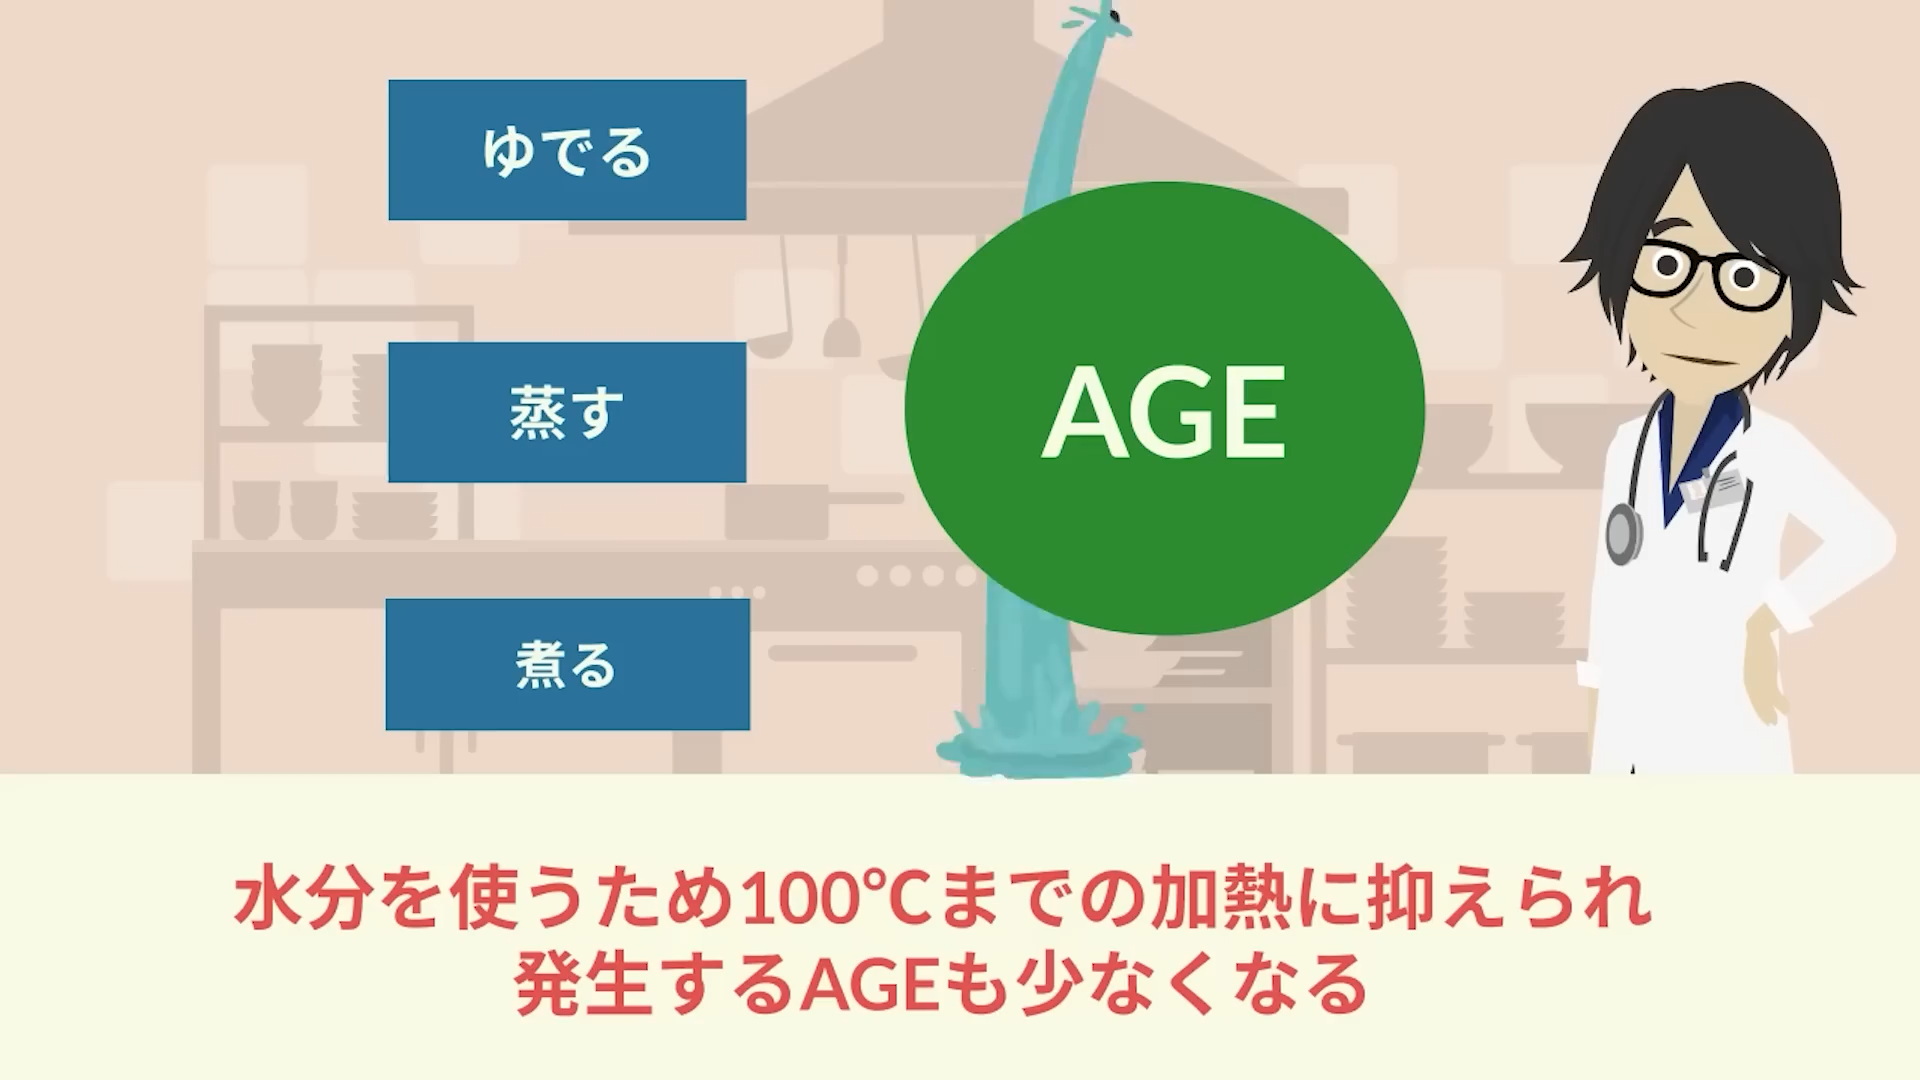 ゆでる
蒸す
煮る
AGE
水分を使うため100℃までの加熱に抑えられ
発生するAGEも少なくなる